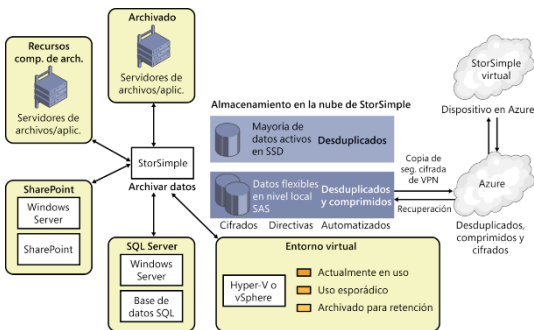 Archivado
Servidores de
archivos/aplic.
Recursos
comp. de arch.
Servidores de
archivos/aplic.
StorSimple
Archivar datos
SharePoint
Windows
Server
SharePoint
SQL Server
Windows
Server
Base de
datos SQL
Almacenamiento en la nube de StorSimple
Mayoría de
datos activos
en SSD
Desduplicados
Datos flexibles
en nivel local
SAS
Desduplicados
y comprimidos
Cifrados Directivas Automatizados
Entorno virtual
Hyper-V o
vSphere
Actualmente en uso
Uso esporádico
Archivado para retención
StorSimple
virtual
Dispositivo en Azure
Copia de
seg. cifrada
de VPN
Recuperación
Azure
Desduplicados,
comprimidos y
cifrados